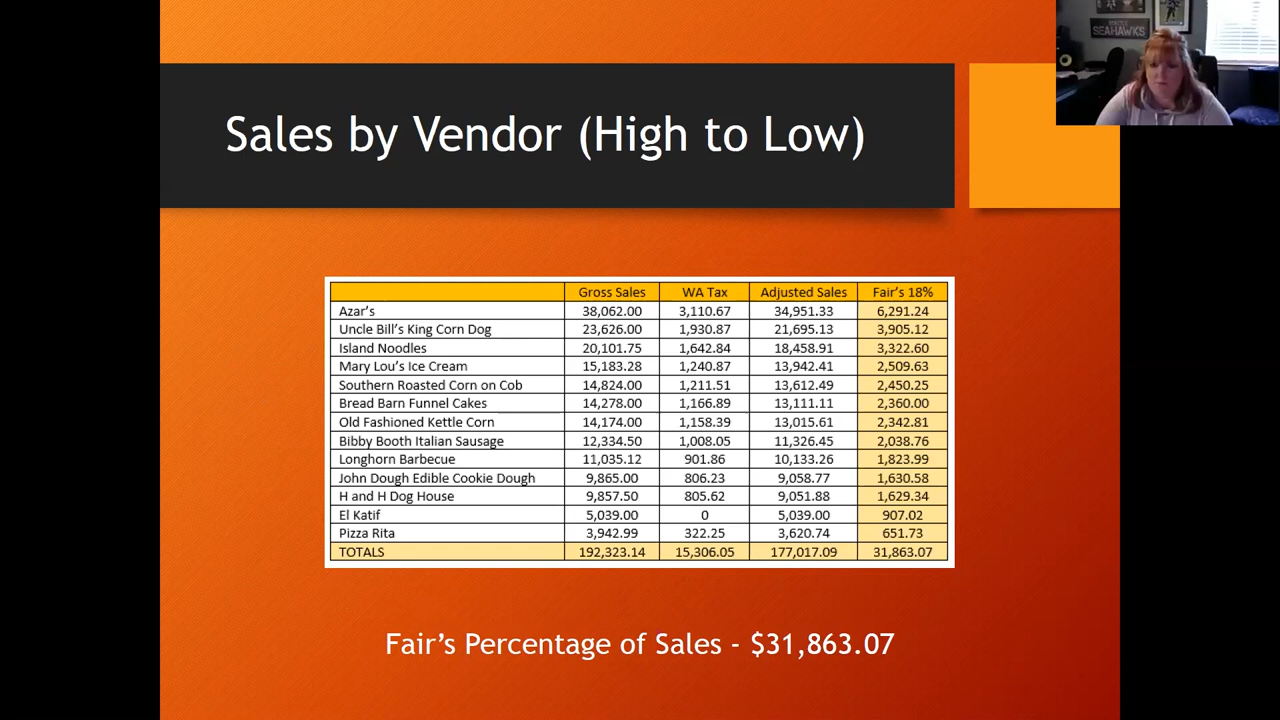 SEAHAWKS
Sales by Vendor (High to Low)
Gross Sales WA Tax Adjusted Sales Fair's 18%
Azar's 38,062.00 3,110.67 34,951.33 6,291.24
Uncle Bill's King Corn Dog 23,626.00 1,930.87 21,695.13 3,905.12
Island Noodles 20,101.75 1,642.84 18,458.91 3,322.60
Mary Lou's Ice Cream 15,183.28 1,240.87 13,942.41 2,509.63
Southern Roasted Corn on Cob 14,824.00 1,211.51 13,612.49 2,450.25
Bread Barn Funnel Cakes 14,278.00 1,166.89 13,111.11 2,360.00
Old Fashioned Kettle Corn 14,174.00 1,158.39 13,015.61 2,342.81
Bibby Booth Italian Sausage 12,334.50 1,008.05 11,326.45 2,038.76
Longhorn Barbecue 11,035.12 901.86 10,133.26 1,823.99
John Dough Edible Cookie Dough 9,865.00 806.23 9,058.77 1,630.58
H and H Dog House 9,857.50 805.62 9,051.88 1,629.34
El Katif 5,039.00 0 5,039.00 907.02
Pizza Rita 3,942.99 322.25 3,620.74 651.73
TOTALS 192,323.14 15,306.05 177,017.09 31,863.07
Fair's Percentage of Sales - $31,863.07